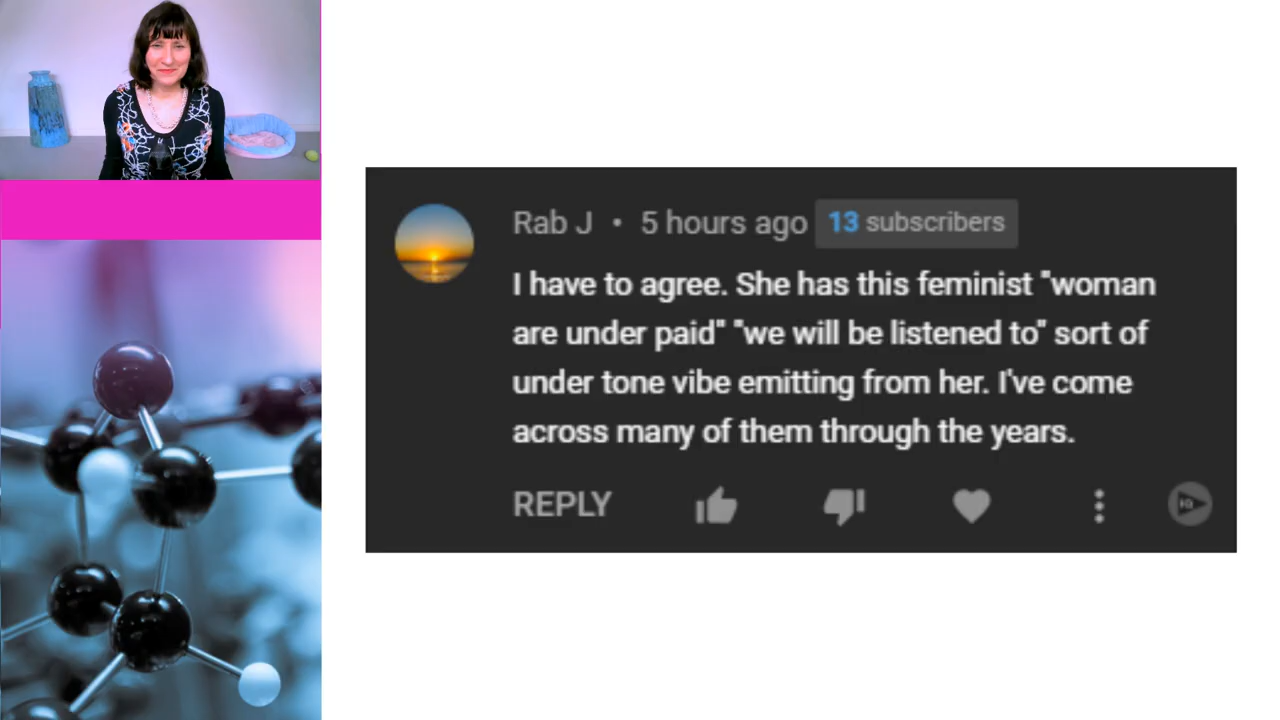 Rab J • 5 hours ago 13 subscribers
I have to agree. She has this feminist "woman
are under paid" "we will be listened to" sort of
under tone vibe emitting from her. I've come
across many of them through the years.
REPLY